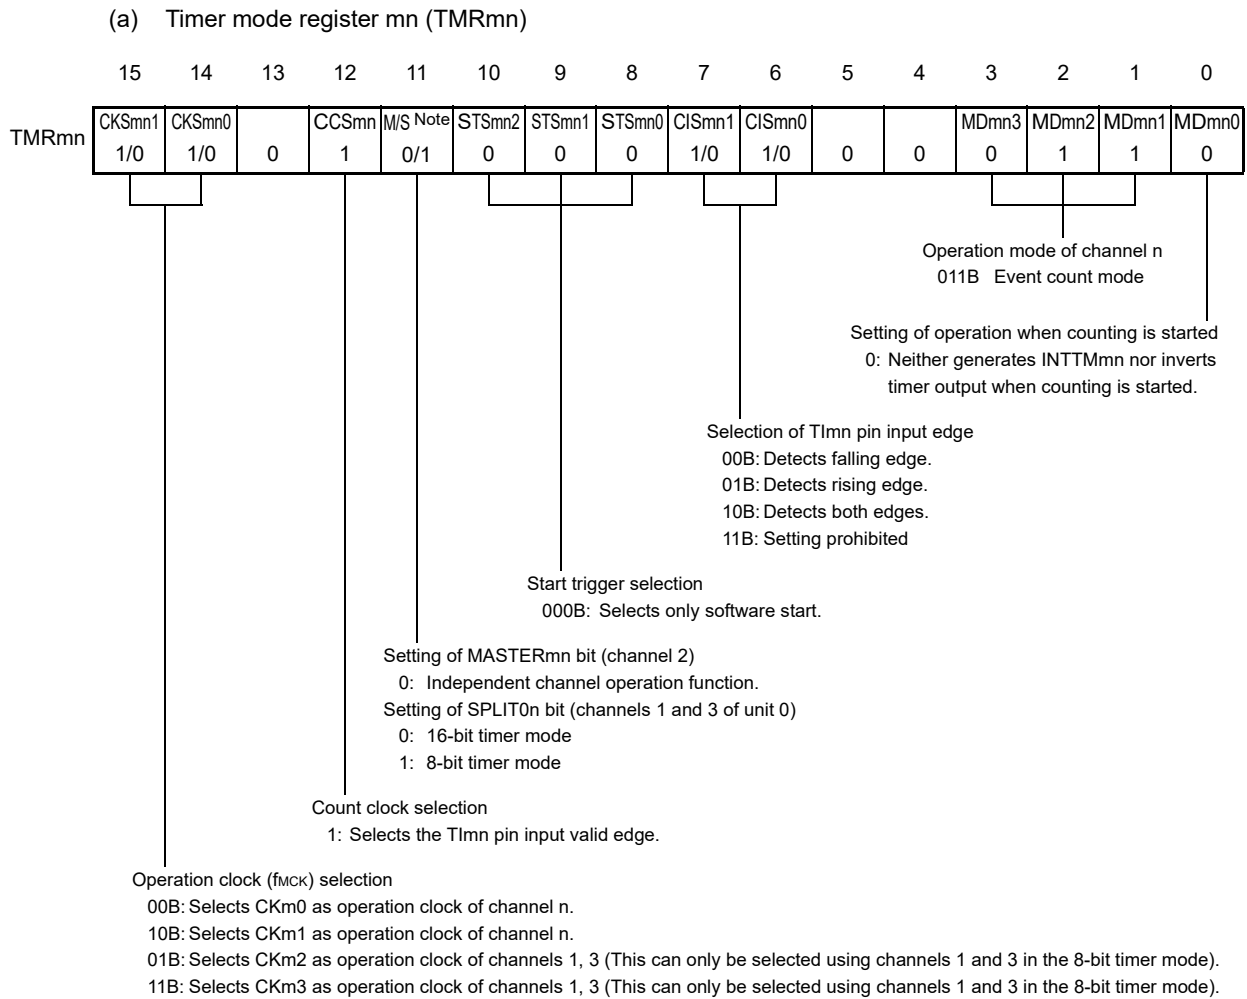 (a) Timer mode register mn (TMRmn)
15 14 13 12 11 10 9 8 7 6 5 4 3 2 1 0
TMRmn
CKSmn1 CKSmn0 CCSmn M/S Note STSmn2 STSmn1 STSmn0 CISmn1 CISmn0 MDmn3 MDmn2 MDmn1 MDmn0
1/0 1/0 0 1 0/1 0 0 0 1/0 1/0 0 0 0 1 1 0
Operation mode of channel n
011B Event count mode
Setting of operation when counting is started
0: Neither generates INTTMmn nor inverts
timer output when counting is started.
Selection of TImn pin input edge
00B: Detects falling edge.
01B: Detects rising edge.
10B: Detects both edges.
11B: Setting prohibited
Start trigger selection
000B: Selects only software start.
Setting of MASTERmn bit (channel 2)
0: Independent channel operation function.
Setting of SPLIT0n bit (channels 1 and 3 of unit 0)
0: 16-bit timer mode
1: 8-bit timer mode
Count clock selection
1: Selects the TImn pin input valid edge.
Operation clock (fMCK) selection
00B: Selects CKm0 as operation clock of channel n.
10B: Selects CKm1 as operation clock of channel n.
01B: Selects CKm2 as operation clock of channels 1, 3 (This can only be selected using channels 1 and 3 in the 8-bit timer mode).
11B: Selects CKm3 as operation clock of channels 1, 3 (This can only be selected using channels 1 and 3 in the 8-bit timer mode).